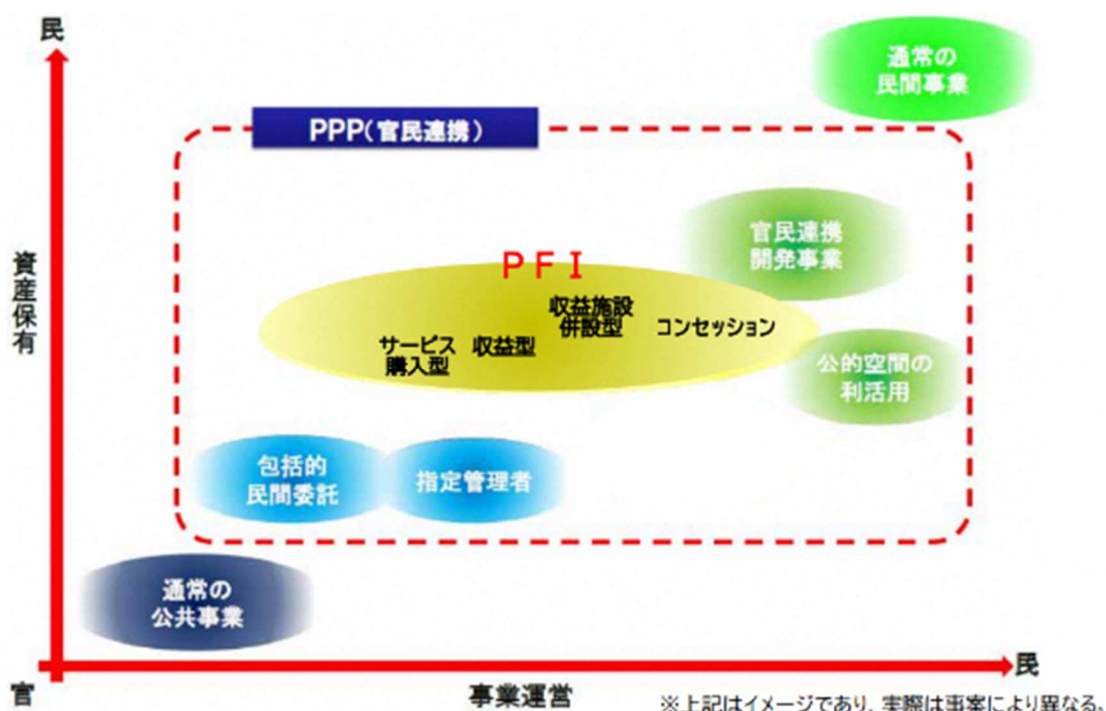 民
通常の
民間事業
PPP(官民連携)
官民連携
開発事業
資産保有
PFI
収益施設
併設型
コンセッション
サービス
購入型
収益型
公的空間の
利活用
包括的
民間委託
指定管理者
通常の
公共事業
官
事業運営
民
※上記はイメージであり、実際は事案により異なる。